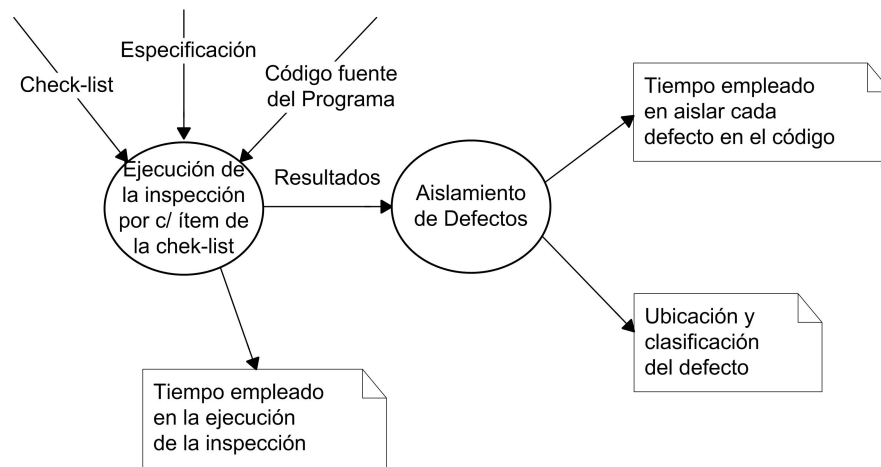 Especificación
Check-list
Código fuente
del Programa
Ejecución de
la inspección
por c/ ítem de
la chek-list
Resultados
Aislamiento
de Defectos
Tiempo empleado
en aislar cada
defecto en el código
Ubicación y
clasificación
del defecto
Tiempo empleado
en la ejecución
de la inspección